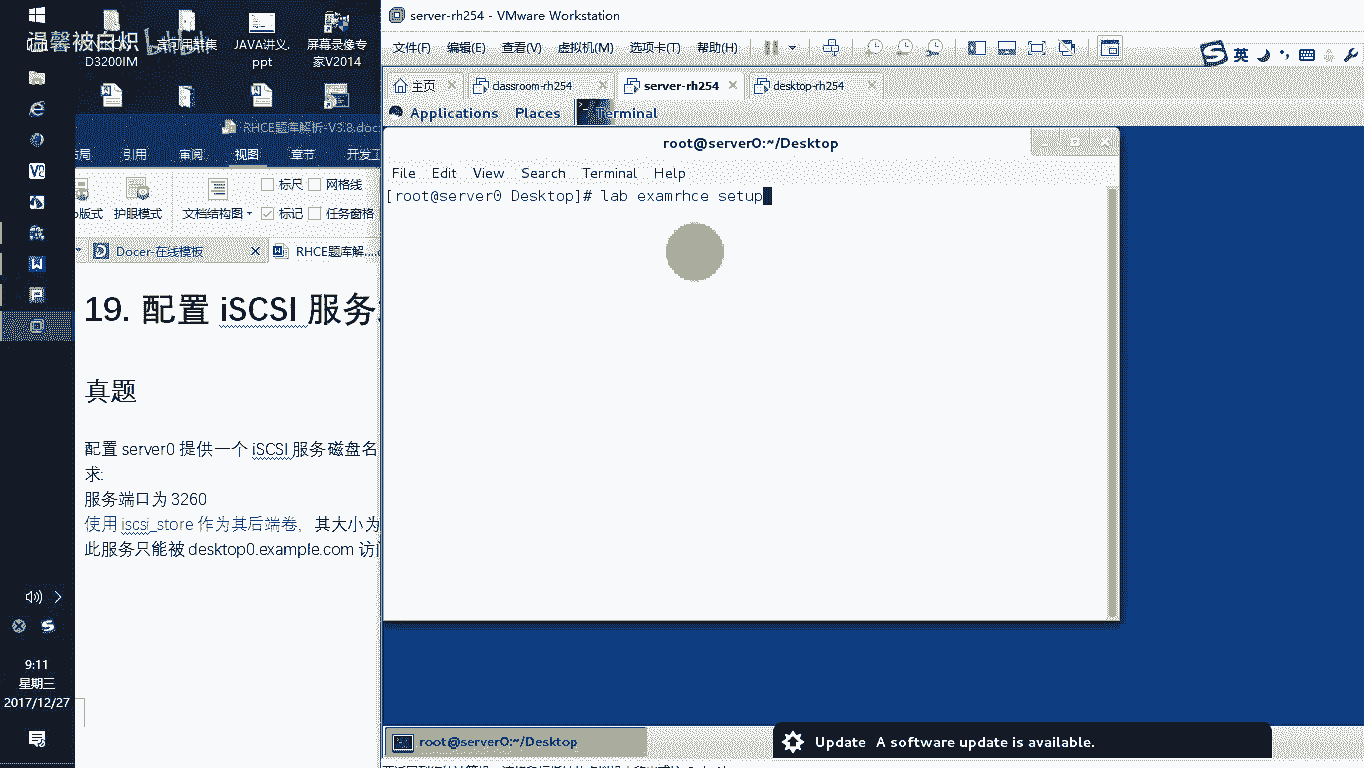 温馨被白炽
bilibili
D3200IM
JAVA讲义.
ppt
屏幕录像专
家V2014
RHCE题库解析-V3.8.doc
引用
审阅
视图
章节
开发工
标尺
网格线
版式
护眼模式
文档结构图
标记
任务窗格
Docer-在线模板
RHCE题库解...
19. 配置 iSCSI 服务
真题
配置 server0 提供一个 iSCSI 服务磁盘名
求:
服务端口为 3260
使用 iscsi_store 作为其后端卷，其大小为
此服务只能被 desktop0.example.com 访
9:11
星期三
2017/12/27
server-rh254 - VMware Workstation
文件(F)
编辑(E)
查看(V)
虚拟机(M)
选项卡(T)
帮助(H)
英
主页
classroom-rh254
server-rh254
desktop-rh254
Applications
Places
Terminal
root@server0:~/Desktop
File
Edit
View
Search
Terminal
Help
[root@server0 Desktop]# lab examrhce setup
root@server0:~/Desktop
Update
A software update is available.